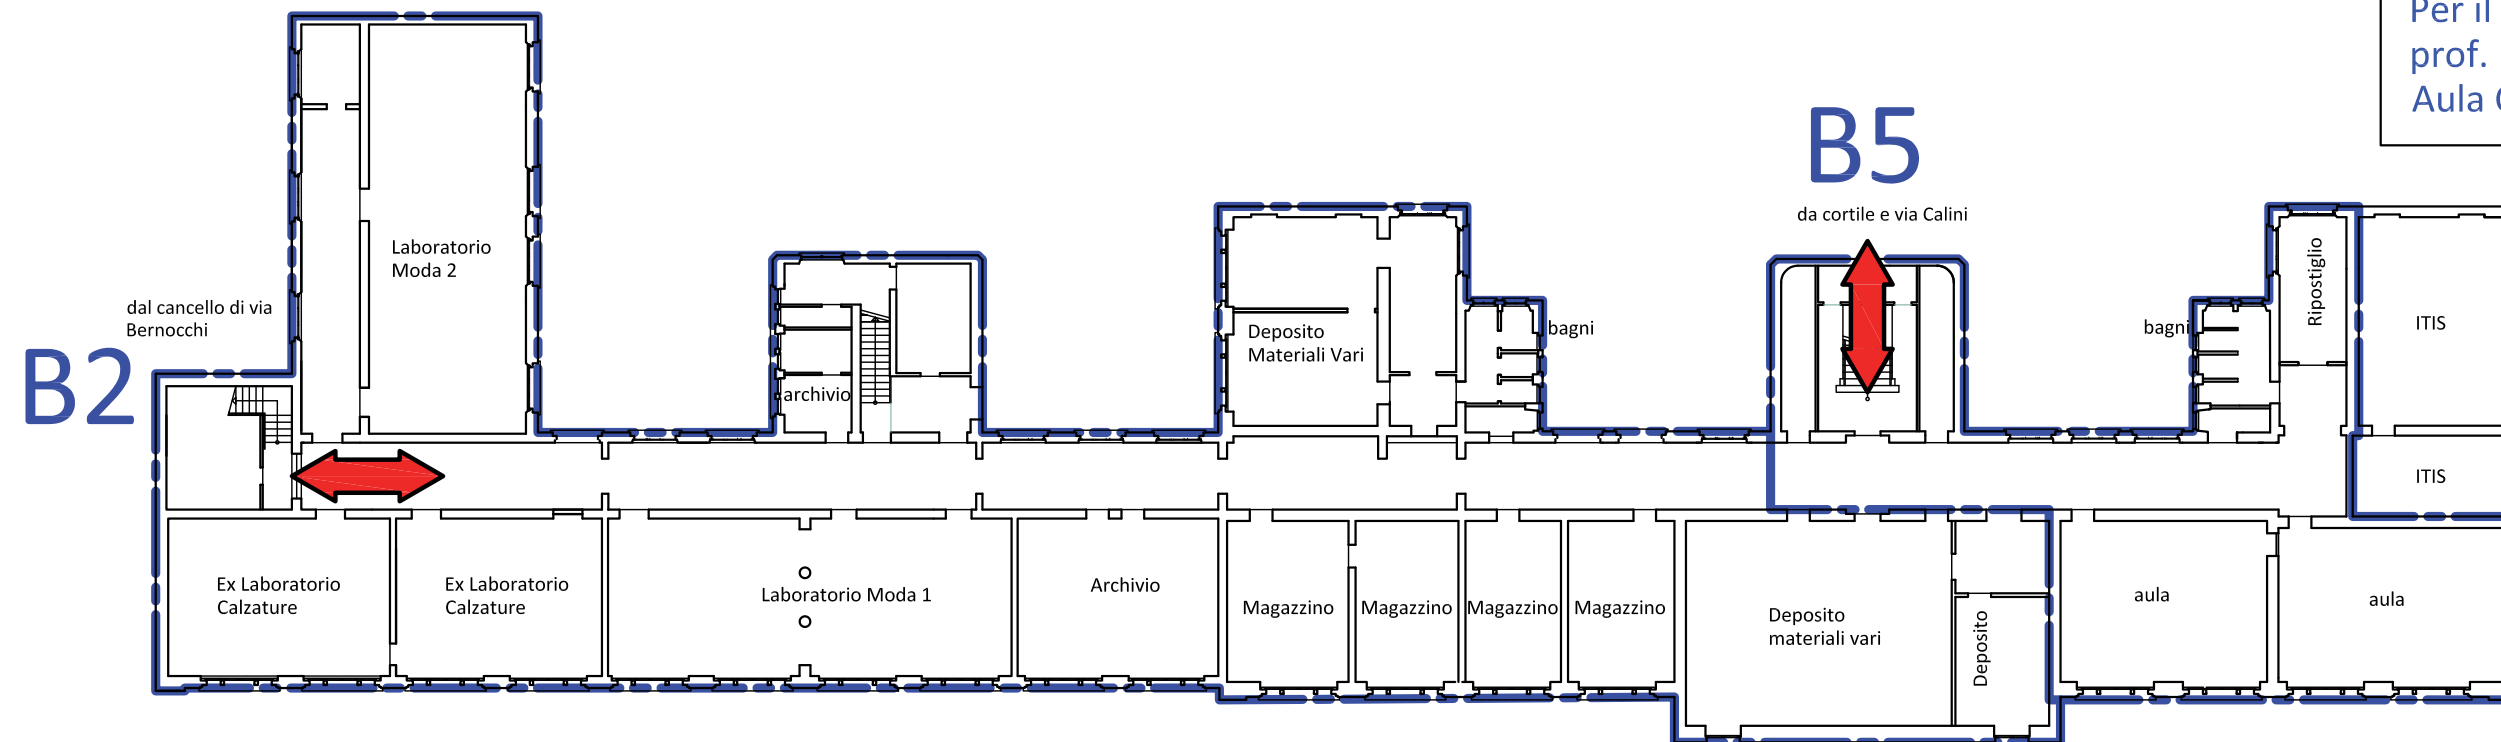 Per il
prof.
Aula
B5
da cortile e via Calini
Laboratorio
Moda 2
dal cancello di via
Bernocchi
B2
archivio
Deposito
Materiali Vari
bagni
bagni
Ripostiglio
ITIS
ITIS
Ex Laboratorio
Calzature
Ex Laboratorio
Calzature
Laboratorio Moda 1
Archivio
Magazzino
Magazzino
Magazzino
Magazzino
Deposito
materiali vari
Deposito
aula
aula